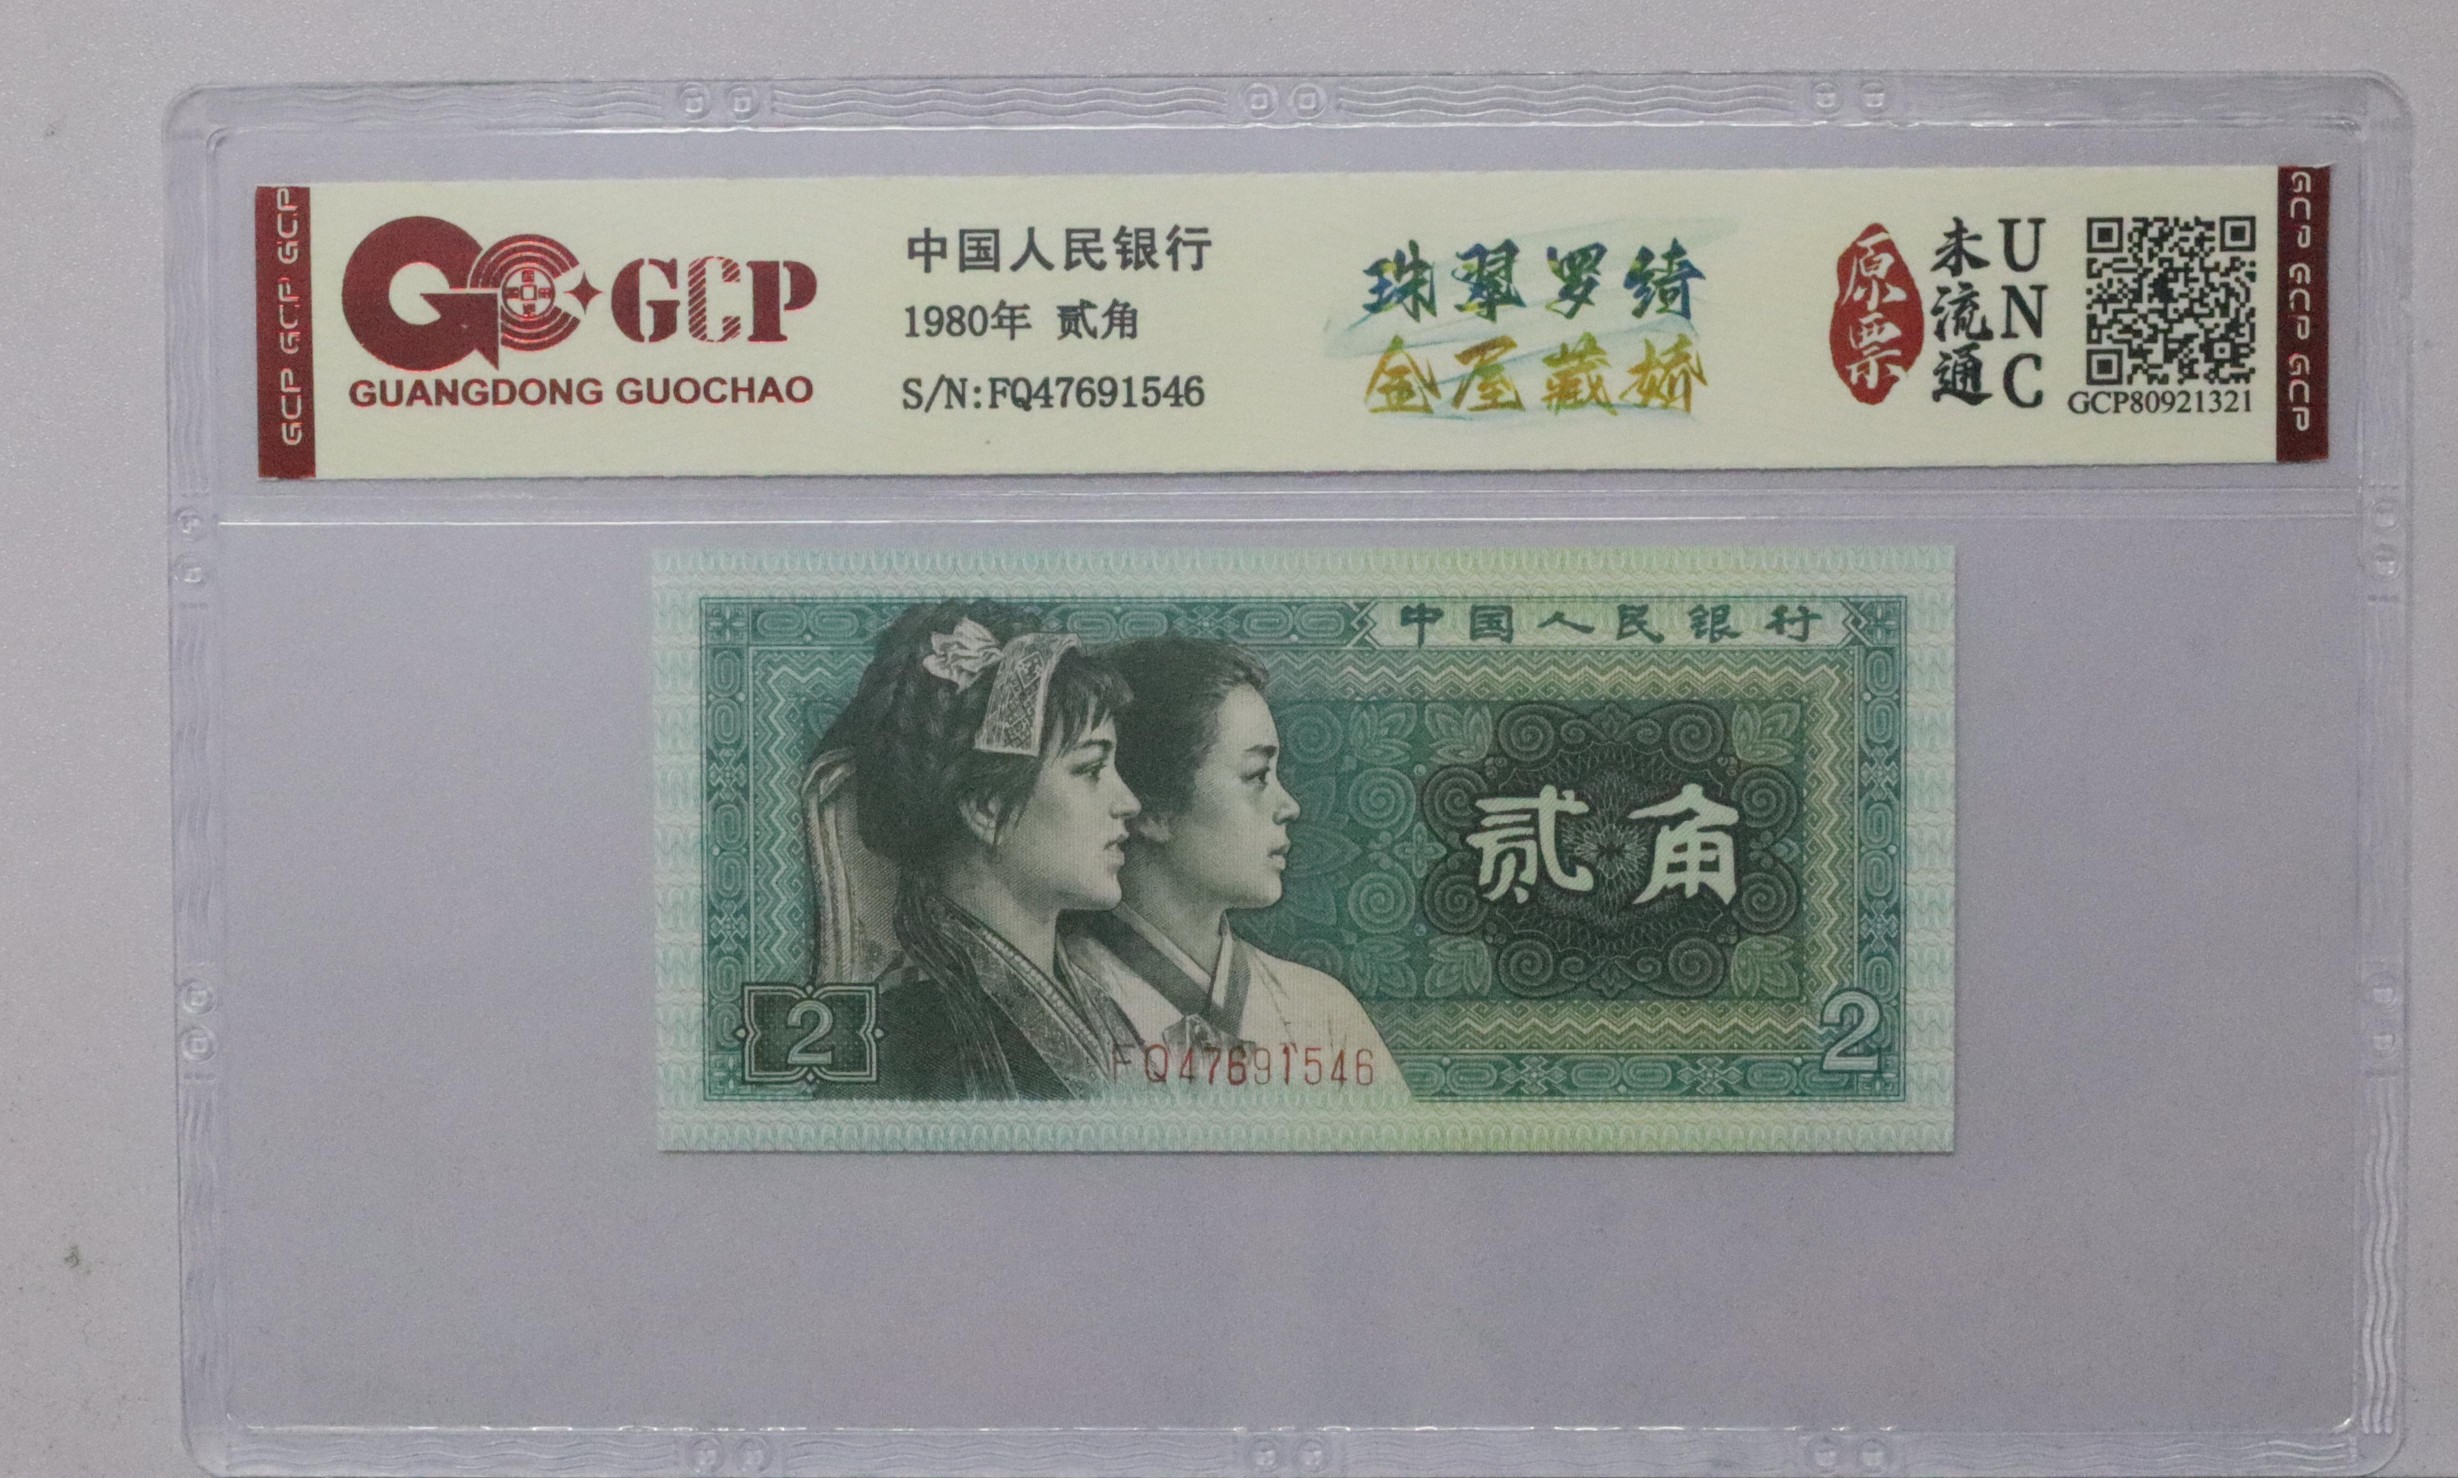 GCP GCP GCP
GCP
GUANGDONG GUOCHAO
中国人民银行
1980年 贰角
S/N:FQ47691546
珠翠罗绮
金屋藏娇
原票
未流通
UNC
GCP80921321
GCP GCP GCP
中国人民银行
贰角
2
2
FQ47691546